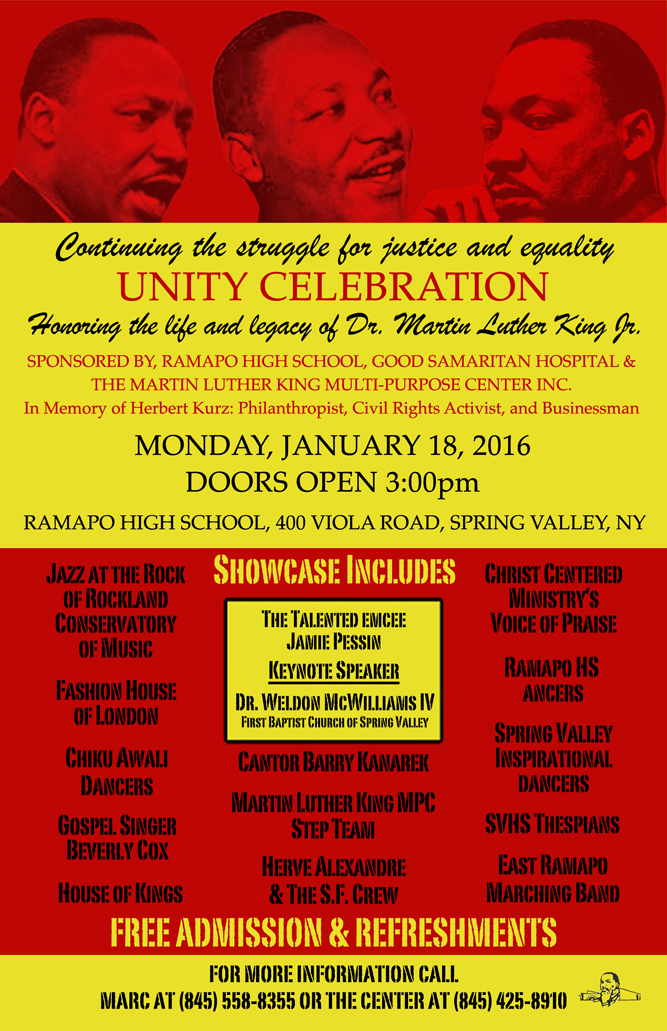 Continuing the struggle for justice and equality
UNITY CELEBRATION
Honoring the life and legacy of Dr. Martin Luther King Jr.
SPONSORED BY, RAMAPO HIGH SCHOOL, GOOD SAMARITAN HOSPITAL &
THE MARTIN LUTHER KING MULTI-PURPOSE CENTER INC.
In Memory of Herbert Kurz: Philanthropist, Civil Rights Activist, and Businessman
MONDAY, JANUARY 18, 2016
DOORS OPEN 3:00pm
RAMAPO HIGH SCHOOL, 400 VIOLA ROAD, SPRING VALLEY, NY
JAZZ AT THE ROCK
OF ROCKLAND
CONSERVATORY
OF MUSIC
FASHION HOUSE
OF LONDON
CHIKU AWALI
DANCERS
GOSPEL SINGER
BEVERLY COX
HOUSE OF KINGS
SHOWCASE INCLUDES
THE TALENTED EMCEE
JAMIE PESSIN
KEYNOTE SPEAKER
DR. WELDON MCWILLIAMS IV
FIRST BAPTIST CHURCH OF SPRING VALLEY
CANTOR BARRY KANAREK
MARTIN LUTHER KING MPC
STEP TEAM
HERVE ALEXANDRE
& THE S.F. CREW
CHRIST CENTERED
MINISTRY'S
VOICE OF PRAISE
RAMAPO HS
ANCERS
SPRING VALLEY
INSPIRATIONAL
DANCERS
SVHS THESPIANS
EAST RAMAPO
MARCHING BAND
FREE ADMISSION & REFRESHMENTS
FOR MORE INFORMATION CALL
MARC AT (845) 558-8355 OR THE CENTER AT (845) 425-8910